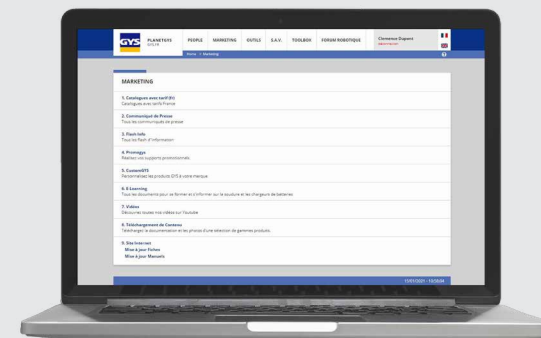 GYS
PLANETGYS
GYS.FR
PEOPLE
MARKETING
OUTILS
S.A.V.
TOOLBOX
FORUM ROBOTIQUE
Clemence Dupont
Home > Marketing
MARKETING
1. Catalogues avec tarif (fr)
Catalogues avec tarifs France
2. Communiqué de Presse
Tous les communiqués de presse
3. Flash Info
Tous les flash d'information
4. Promogys
Réalisez vos supports promotionnels
5. CustomGYS
Personnalisez les produits GYS à votre marque.
6. E-Learning
Tous les documents pour se former et s'informer sur la soudure et les chargeurs de batteries
7. Vidéos
Découvrez toutes nos vidéos sur Youtube
8. Téléchargement de Contenu
Téléchargez la documentation et les photos d'une sélection de gammes produits.
9. Site Internet
Mise à jour Fiches
Mise à jour Manuels